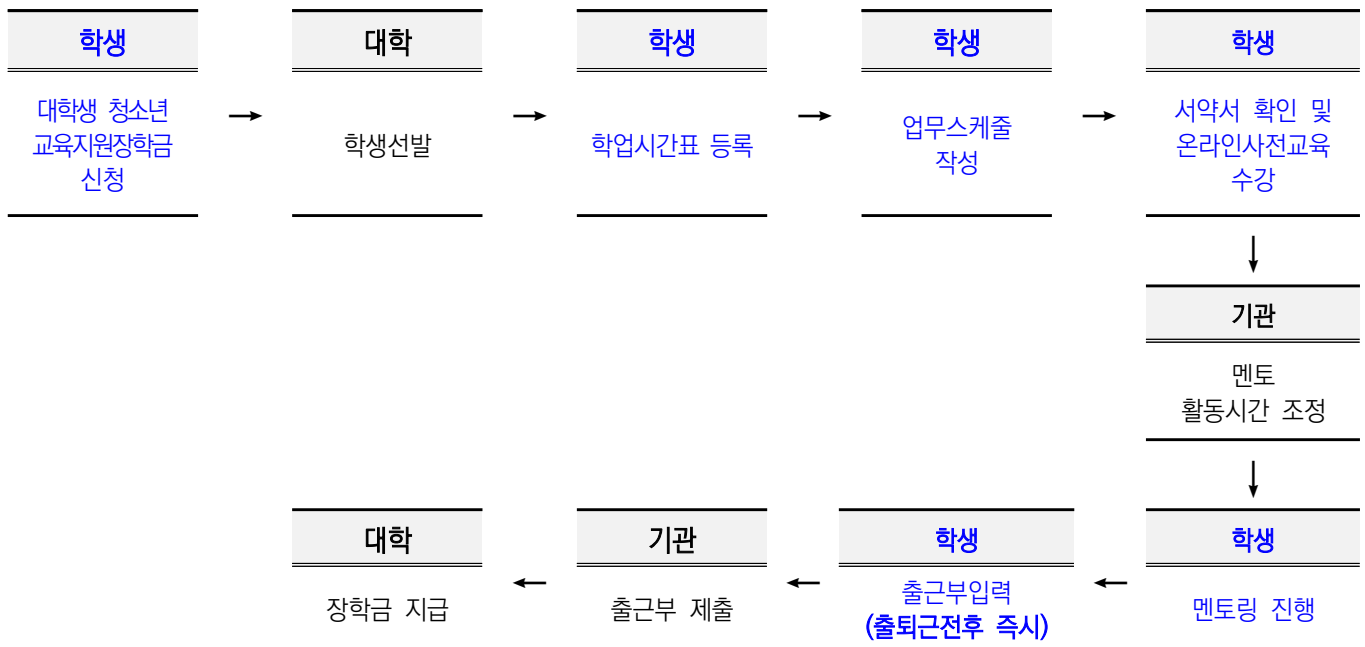 학생
대학생 청소년
교육지원장학금
신청
대학
학생선발
학생
학업시간표 등록
학생
업무스케줄
작성
학생
서약서 확인 및
온라인사전교육
수강
기관
멘토
활동시간 조정
학생
멘토링 진행
학생
출근부입력
(출퇴근전후 즉시)
기관
출근부 제출
대학
장학금 지급